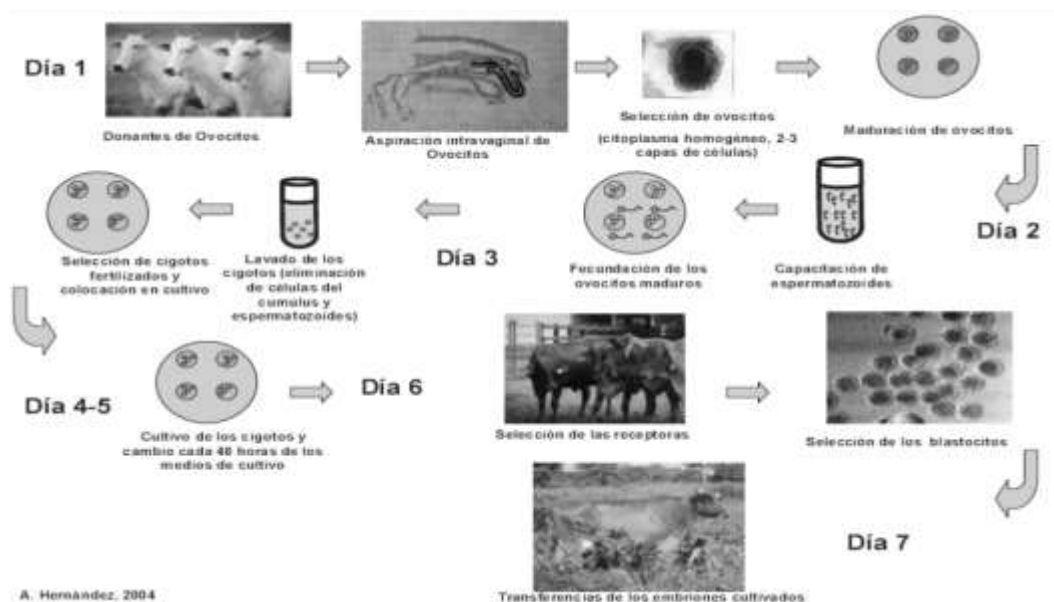 Día 1
Donantes de Ovocitos
Aspiración intravaginal de
Ovocitos
Selección de ovocitos
(citoplasma homogéneo, 2-3
capas de células)
Maduración de ovocitos
Día 2
Capacitación de
espermatozoides
Fecundación de los
ovocitos maduros
Día 3
Lavado de los
cigotos (eliminación
de células del
cumulus y
espermatozoides)
Selección de cigotos
fertilizados y
colocación en cultivo
Día 4-5
Cultivo de los cigotos y
cambio cada 48 horas de los
medios de cultivo
Día 6
Selección de las receptoras
Selección de los blastocitos
Día 7
Transferencias de los embriones cultivados
A. Hernández, 2004